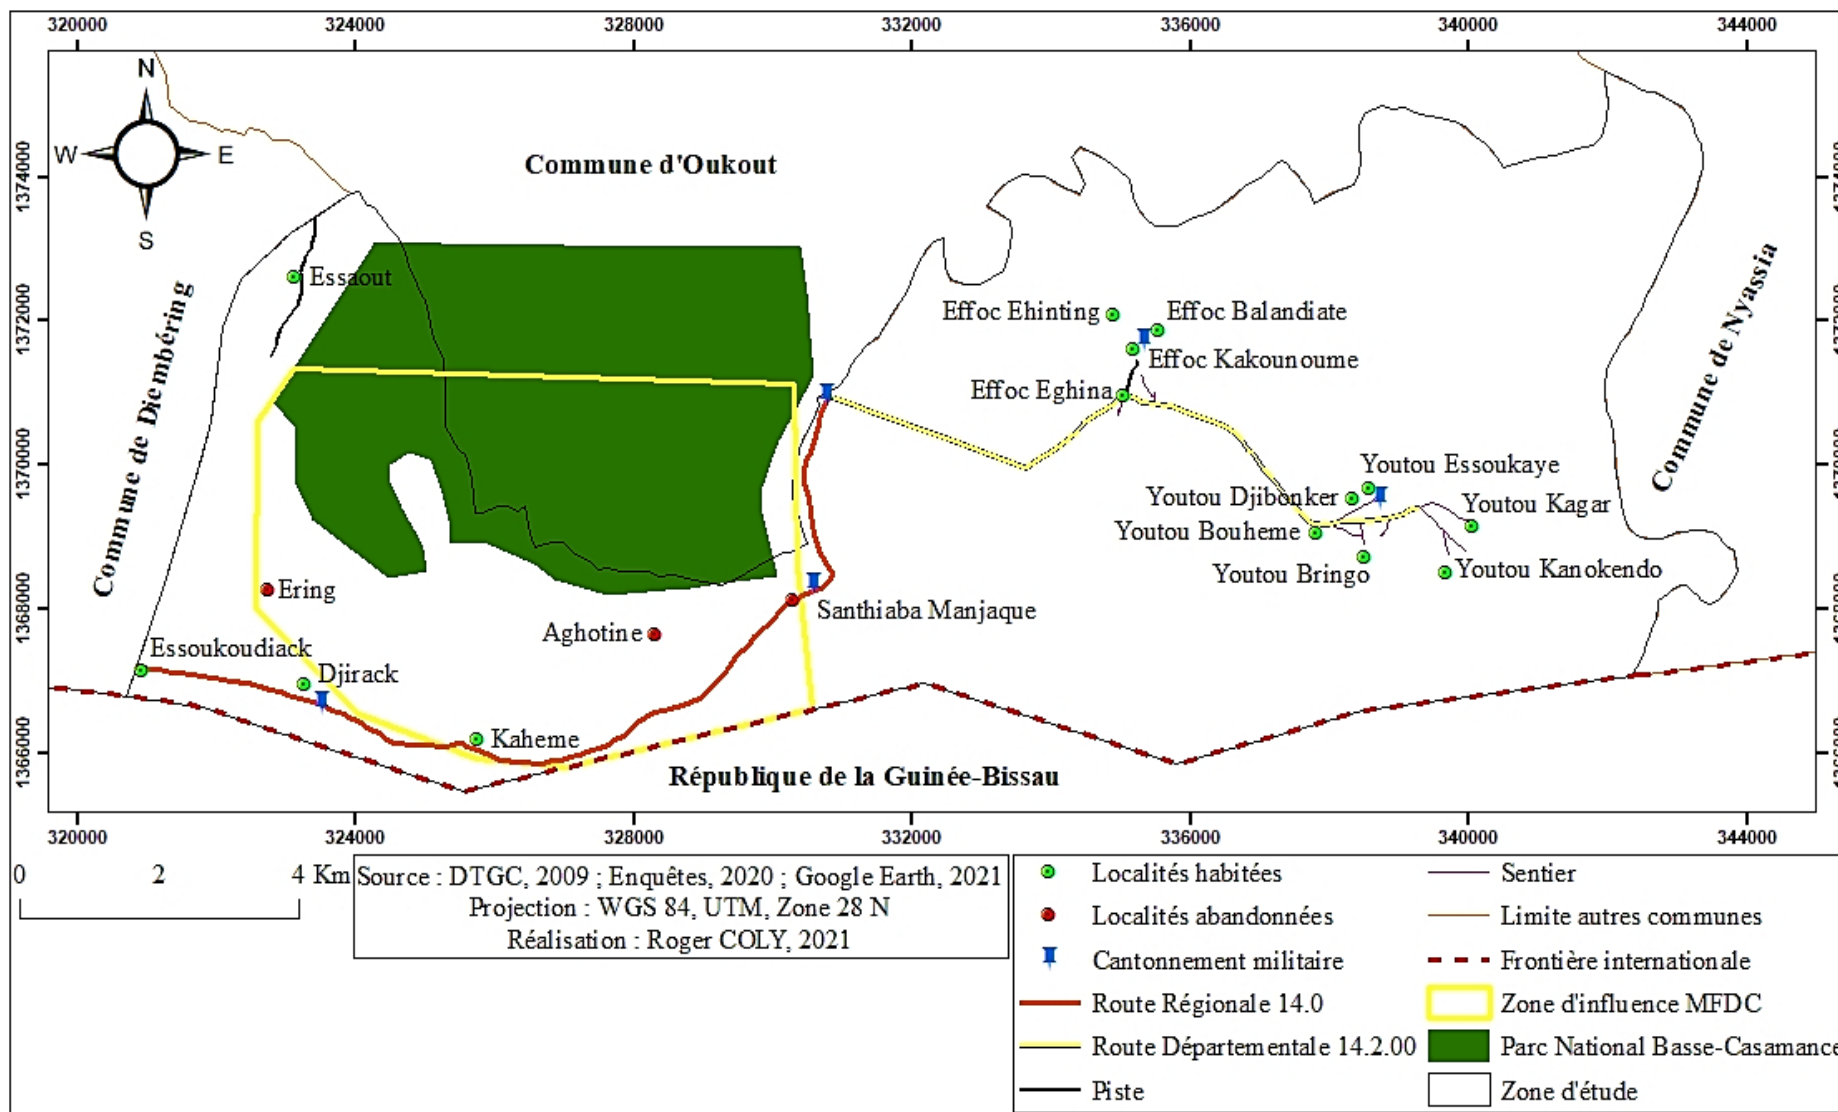 320000 324000 328000 332000 336000 340000 344000
N
W E
S
1374000
1372000
1370000
1368000
1366000
Commune d'Oukout
Commune de Diembéring
Commune de Nyassia
Essaout
Effoc Ehinting
Effoc Balandiate
Effoc Kakounoume
Effoc Eghina
Youtou Essoukaye
Youtou Djibonker
Youtou Kagar
Youtou Bouheme
Youtou Bringo
Youtou Kanokendo
Ering
Santhiaba Manjaque
Aghotine
Essoukoudiack
Djirack
Kaheme
République de la Guinée-Bissau
320000 324000 328000 332000 336000 340000 344000
0 2 4 Km
Source : DTGC, 2009 ; Enquêtes, 2020 ; Google Earth, 2021
Projection : WGS 84, UTM, Zone 28 N
Réalisation : Roger COLY, 2021
Localités habitées
Localités abandonnées
Cantonnement militaire
Route Régionale 14.0
Route Départementale 14.2.00
Piste
Sentier
Limite autres communes
Frontière internationale
Zone d'influence MFDC
Parc National Basse-Casamance
Zone d'étude